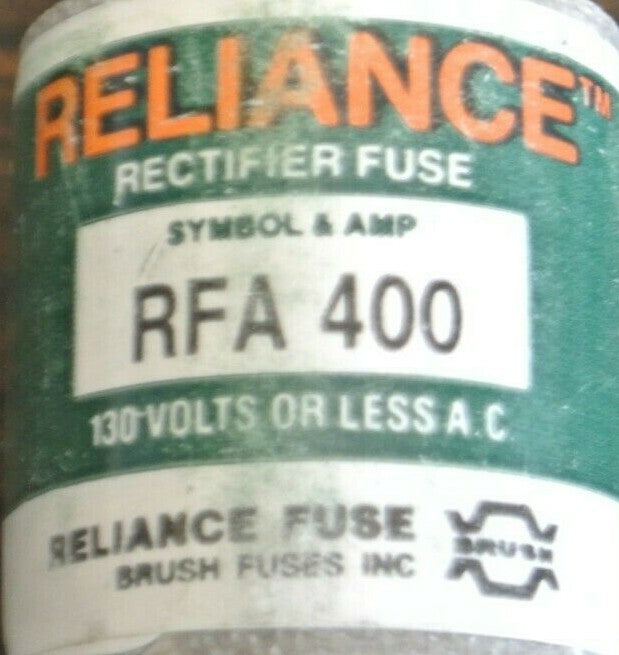 RELIANCE™
RECTIFIER FUSE
SYMBOL & AMP
RFA 400
130 VOLTS OR LESS A.C
RELIANCE FUSE
BRUSH FUSES INC
BRUSH